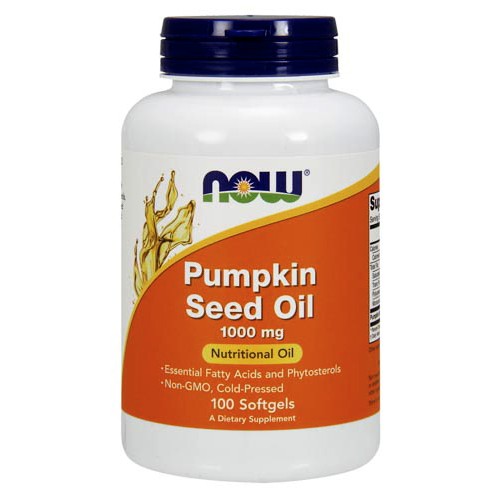 NOW®
Pumpkin
Seed Oil
1000 mg
Nutritional Oil
•Essential Fatty Acids and Phytosterols
•Non-GMO, Cold-Pressed
100 Softgels
A Dietary Supplement